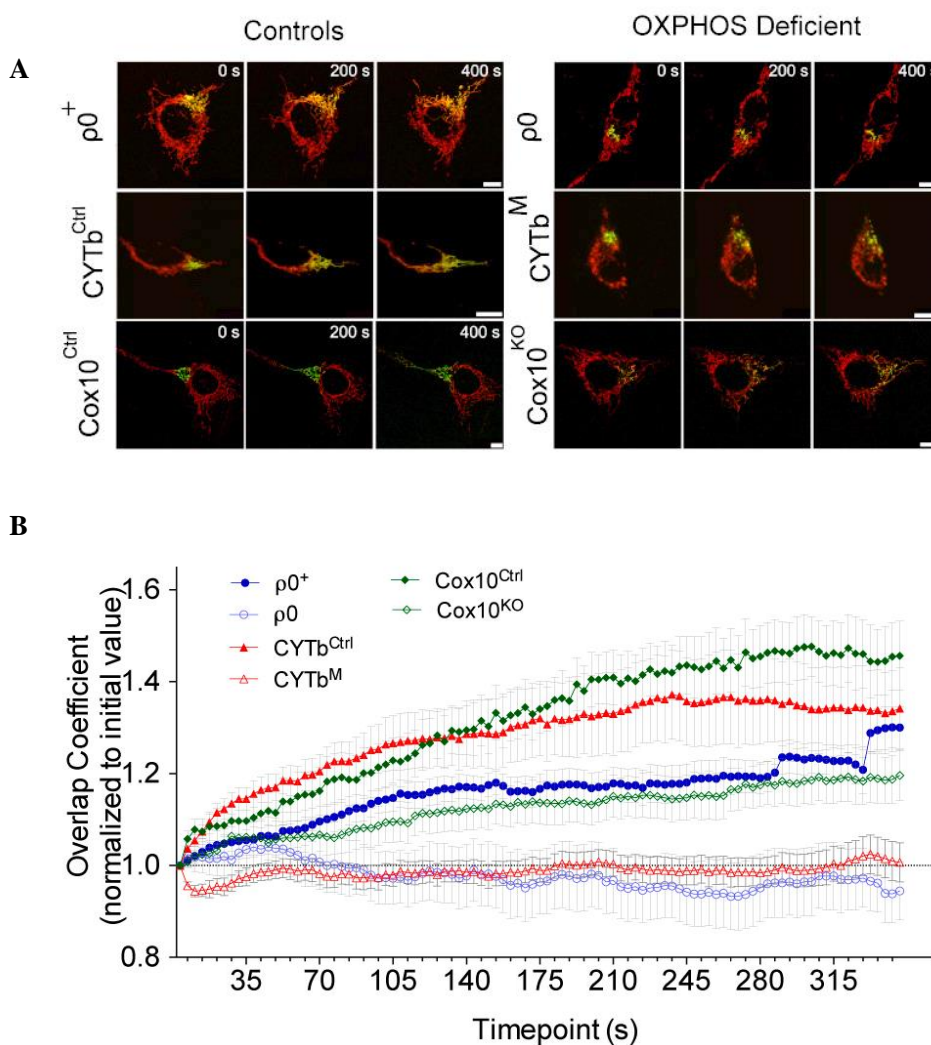 Controls
OXPHOS Deficient
A
ρ0+
0 s
200 s
400 s
ρ0
0 s
200 s
400 s
CYTbCtrl
CYTbM
Cox10Ctrl
0 s
200 s
400 s
Cox10KO
B
Overlap Coefficient
(normalized to initial value)
1.6
1.4
1.2
1.0
0.8
ρ0+
ρ0
CYTbCtrl
CYTbM
Cox10Ctrl
Cox10KO
35 70 105 140 175 210 245 280 315
Timepoint (s)